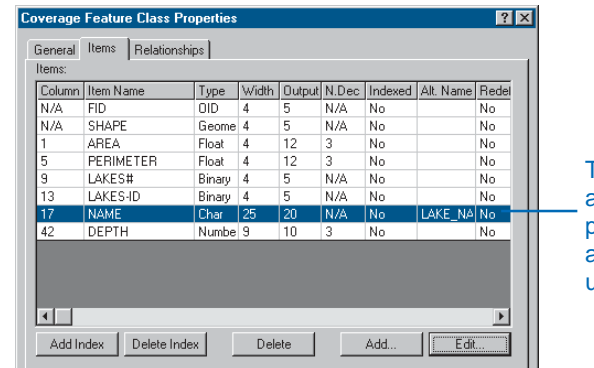 Coverage Feature Class Properties
General Items Relationships
Items:
Column Item Name Type Width Output N.Dec Indexed Alt. Name Redef
N/A FID OID 4 5 N/A No No
N/A SHAPE Geome 4 5 N/A No No
1 AREA Float 4 12 3 No No
5 PERIMETER Float 4 12 3 No No
9 LAKES# Binary 4 5 N/A No No
13 LAKES-ID Binary 4 5 N/A No No
17 NAME Char 25 20 N/A No LAKE_NA No
42 DEPTH Numbe 9 10 3 No No
Add Index Delete Index Delete Add... Edit...